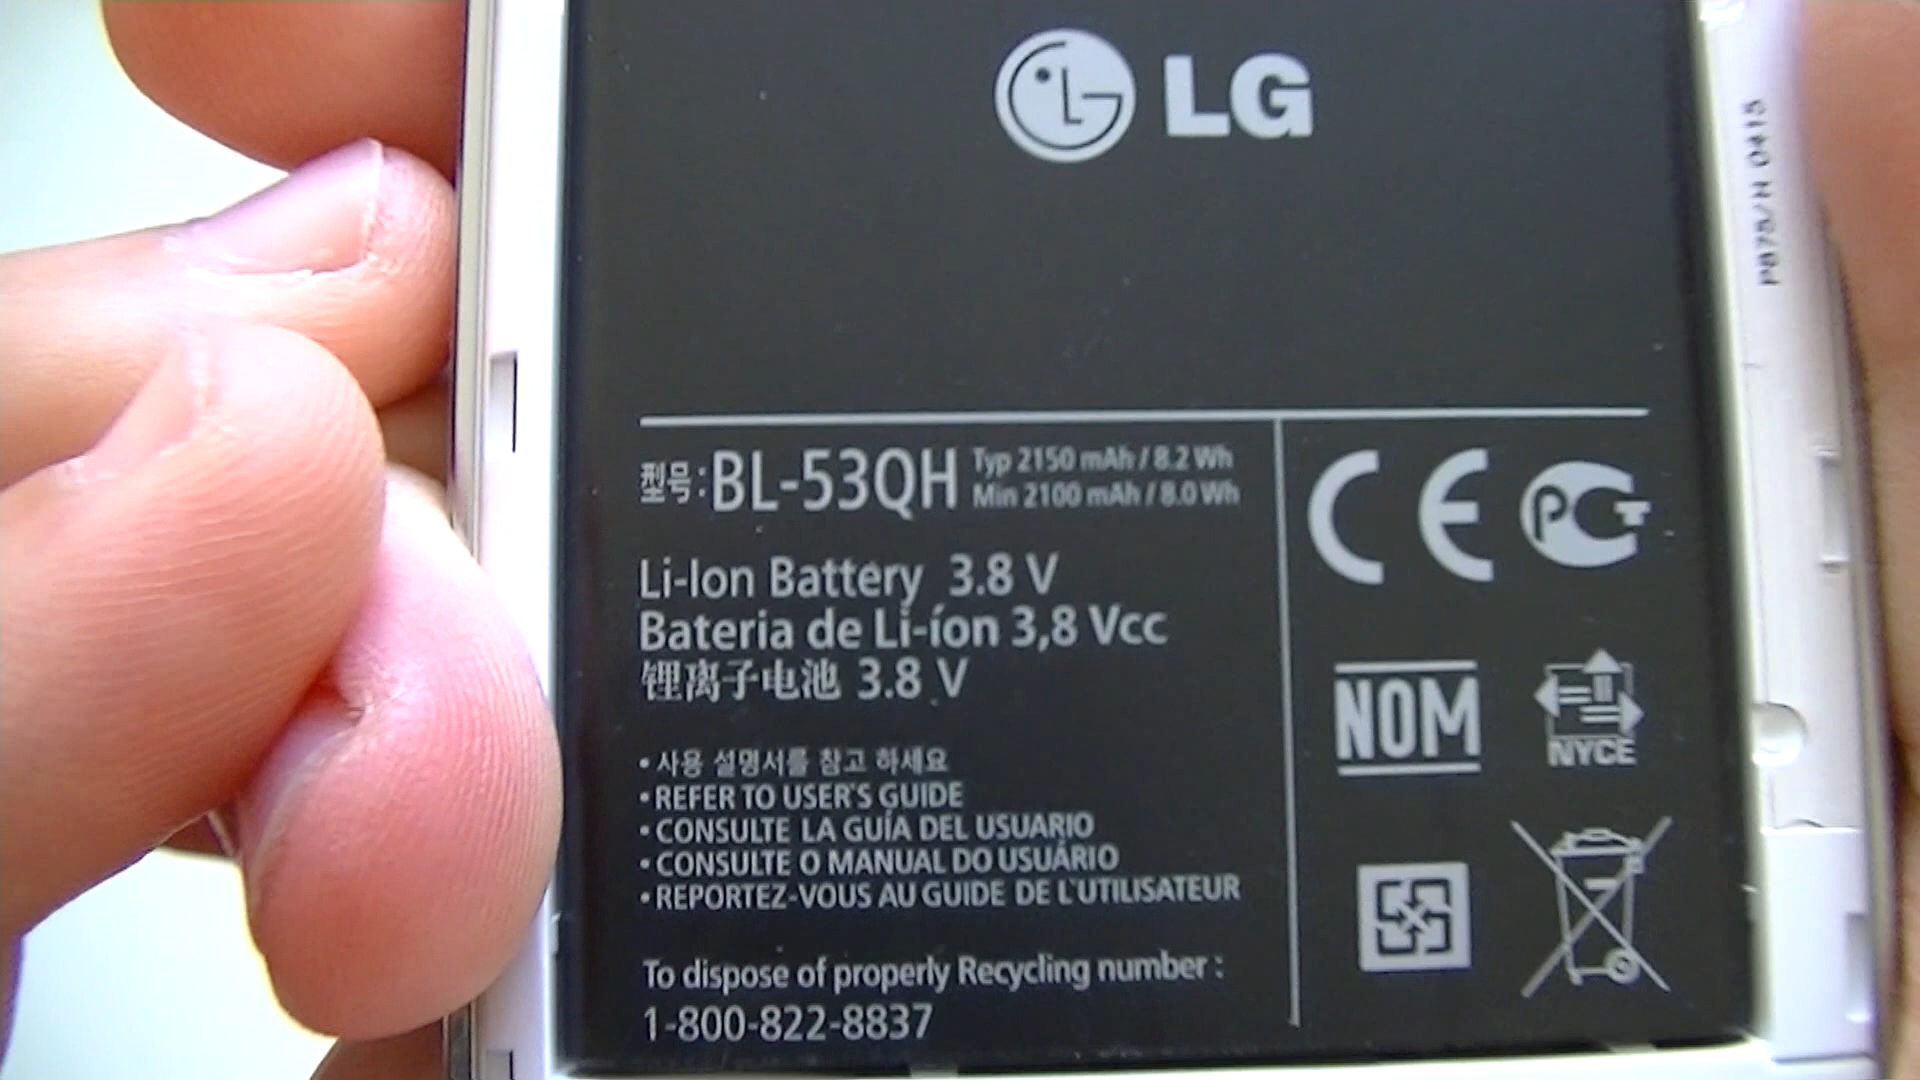 LG
型号: BL-53QH Typ 2150 mAh / 8.2 Wh
Min 2100 mAh / 8.0 Wh
Li-Ion Battery 3.8 V
Bateria de Li-íon 3,8 Vcc
锂离子电池 3.8 V
• 사용 설명서를 참고 하세요
• REFER TO USER'S GUIDE
• CONSULTE LA GUÍA DEL USUARIO
• CONSULTE O MANUAL DO USUÁRIO
• REPORTEZ-VOUS AU GUIDE DE L'UTILISATEUR
To dispose of properly Recycling number :
1-800-822-8837
CE PCT
NOM NYCE